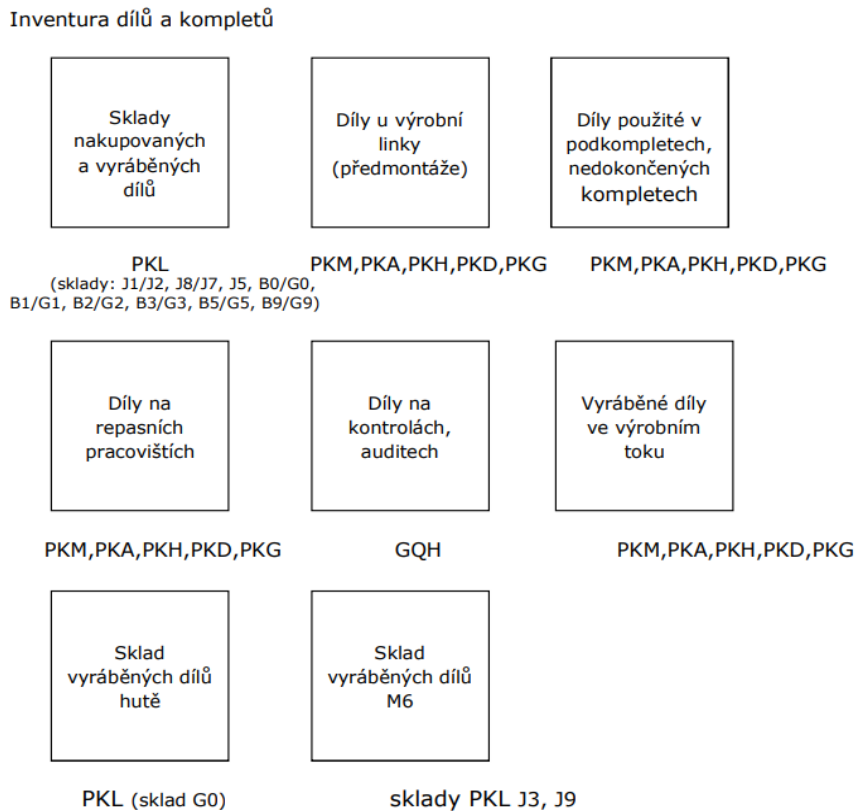 Inventura dílů a kompletů
Sklady
nakupovaných
a vyráběných
dílů
Díly u výrobní
linky
(předmontáže)
Díly použité v
podkompletech,
nedokončených
kompletech
PKL
(sklady: J1/J2, J8/J7, J5, B0/G0,
B1/G1, B2/G2, B3/G3, B5/G5, B9/G9)
PKM,PKA,PKH,PKD,PKG
PKM,PKA,PKH,PKD,PKG
Díly na
repasních
pracovištích
Díly na
kontrolách,
auditech
Vyráběné díly
ve výrobním
toku
PKM,PKA,PKH,PKD,PKG
GQH
PKM,PKA,PKH,PKD,PKG
Sklad
vyráběných dílů
hutě
Sklad
vyráběných dílů
M6
PKL (sklad G0)
sklady PKL J3, J9